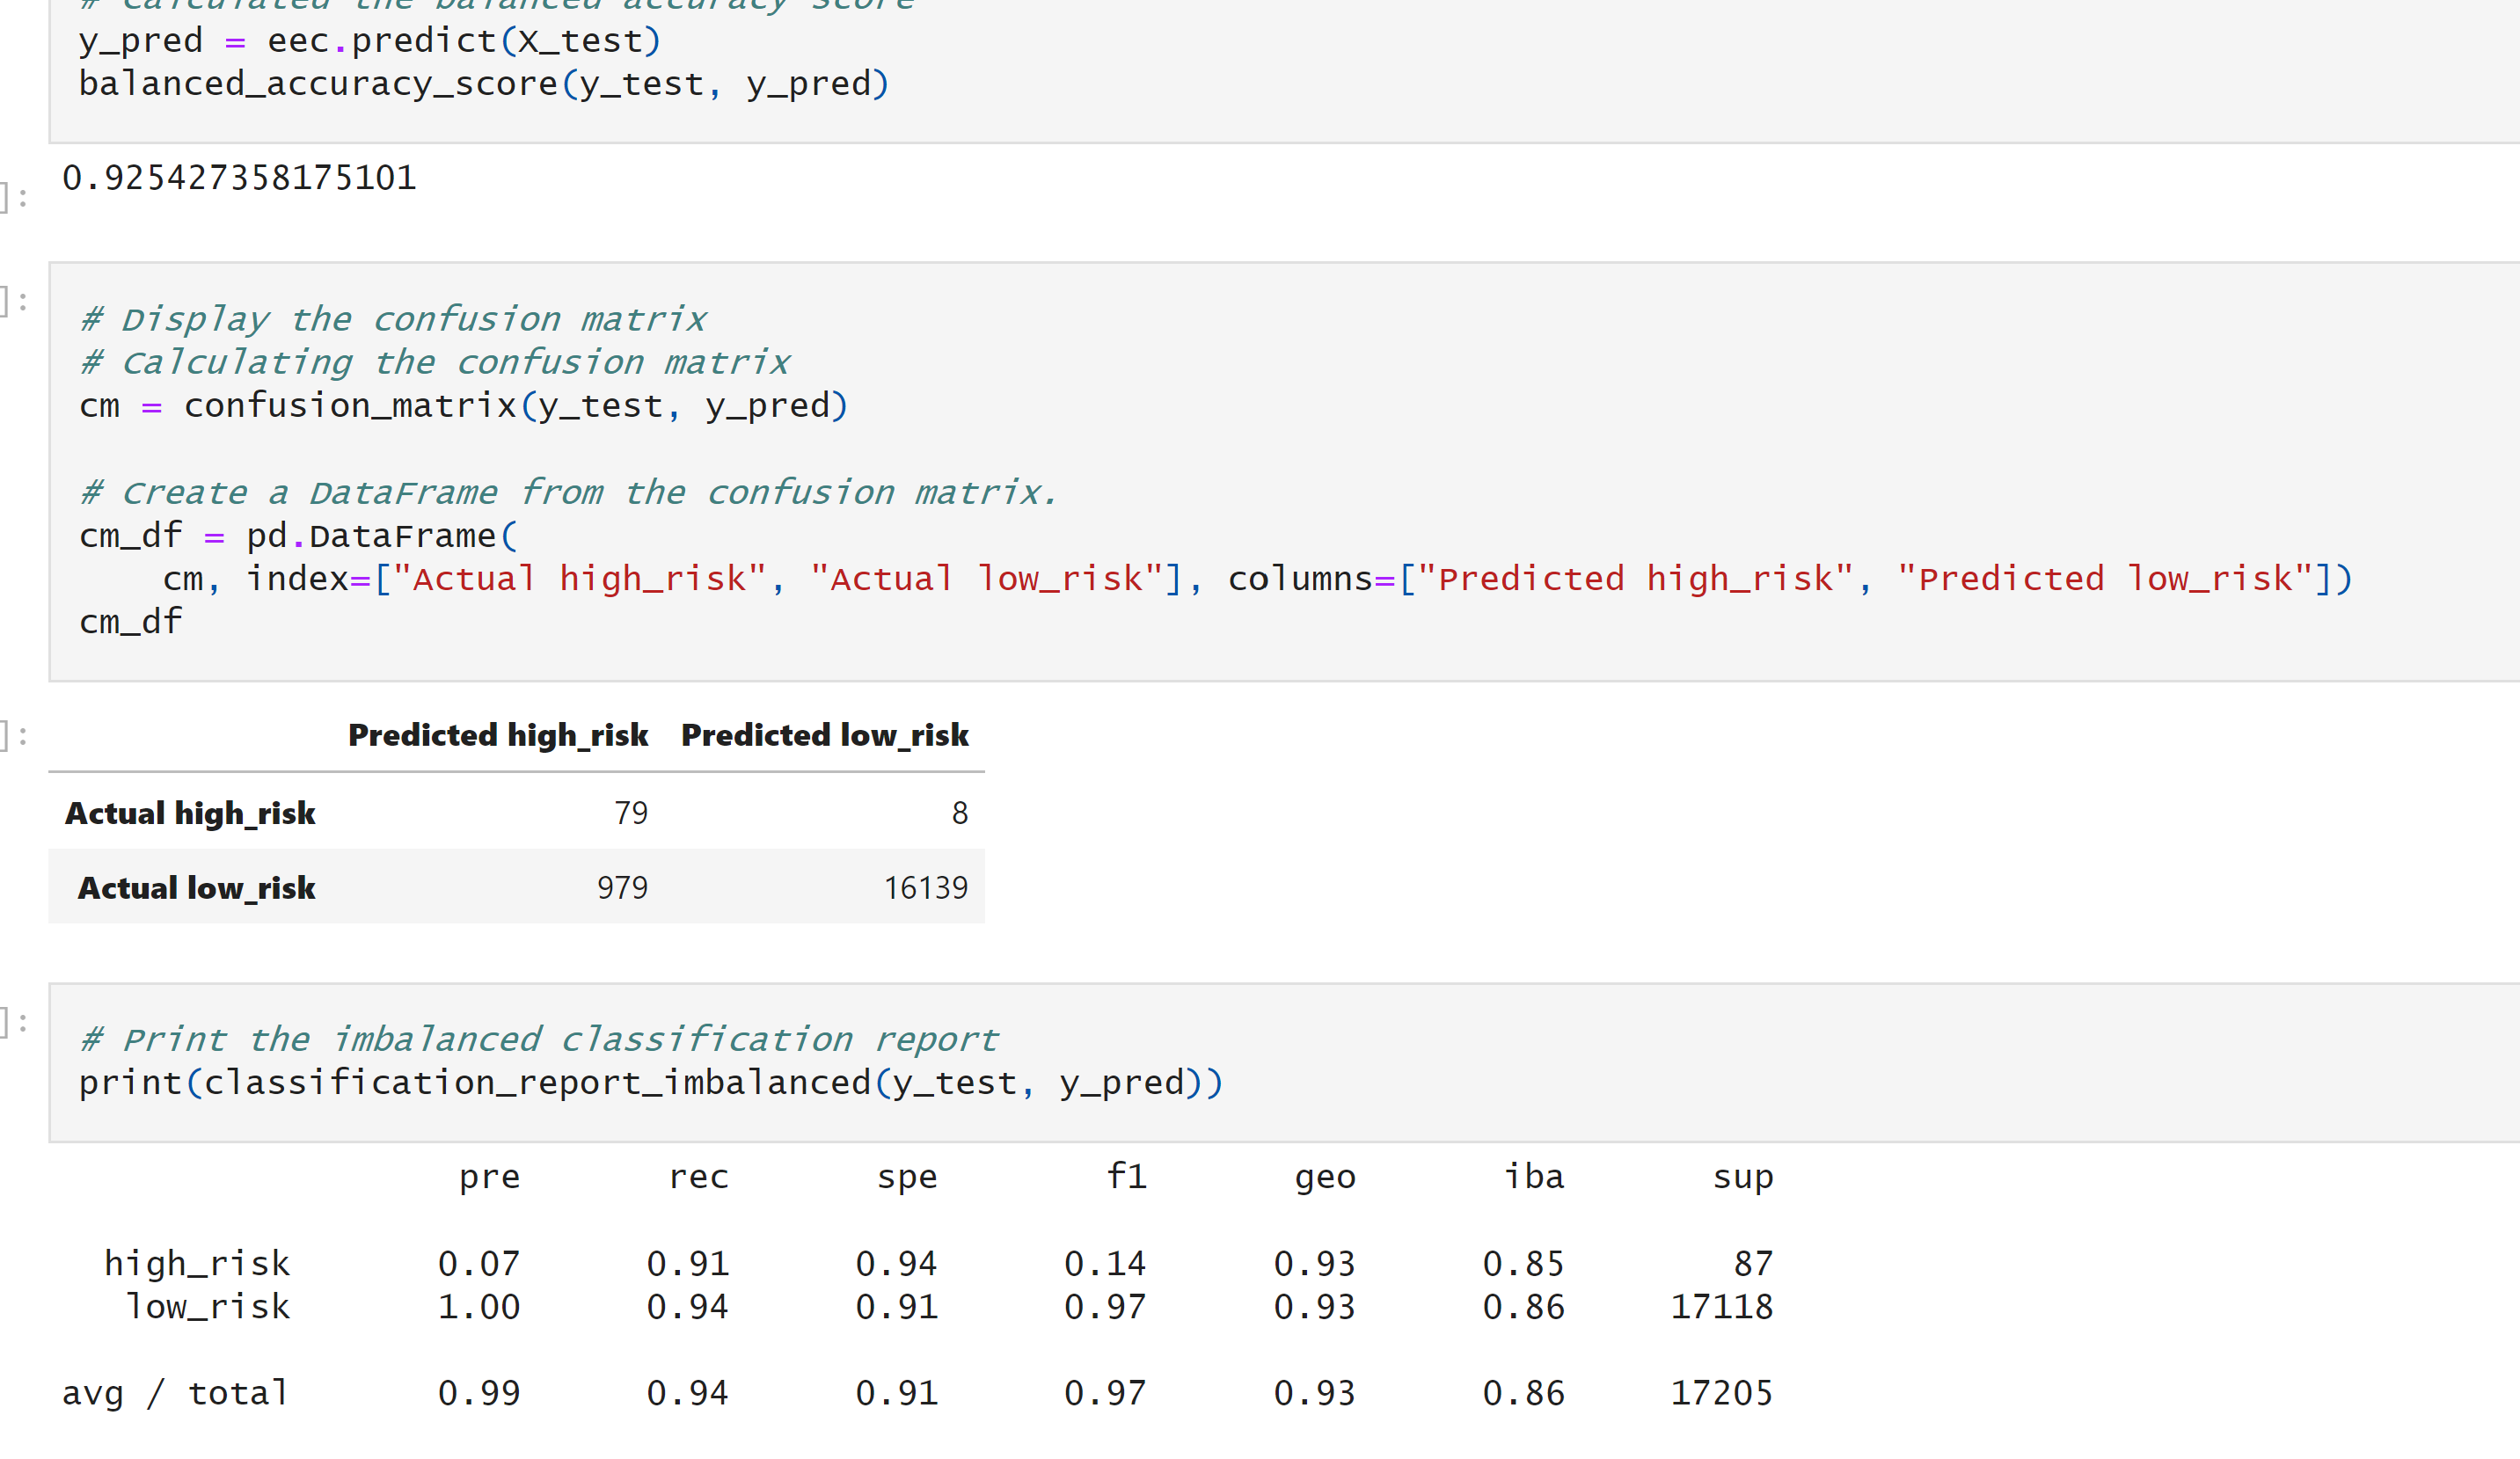 # Calculated the balanced accuracy score
y_pred = eec.predict(X_test)
balanced_accuracy_score(y_test, y_pred)
]:
0.925427358175101
]:
# Display the confusion matrix
# Calculating the confusion matrix
cm = confusion_matrix(y_test, y_pred)
# Create a DataFrame from the confusion matrix.
cm_df = pd.DataFrame(
cm, index=["Actual high_risk", "Actual low_risk"], columns=["Predicted high_risk", "Predicted low_risk"])
cm_df
]:
Predicted high_risk Predicted low_risk
Actual high_risk 79 8
Actual low_risk 979 16139
]:
# Print the imbalanced classification report
print(classification_report_imbalanced(y_test, y_pred))
pre rec spe f1 geo iba sup
high_risk 0.07 0.91 0.94 0.14 0.93 0.85 87
low_risk 1.00 0.94 0.91 0.97 0.93 0.86 17118
avg / total 0.99 0.94 0.91 0.97 0.93 0.86 17205